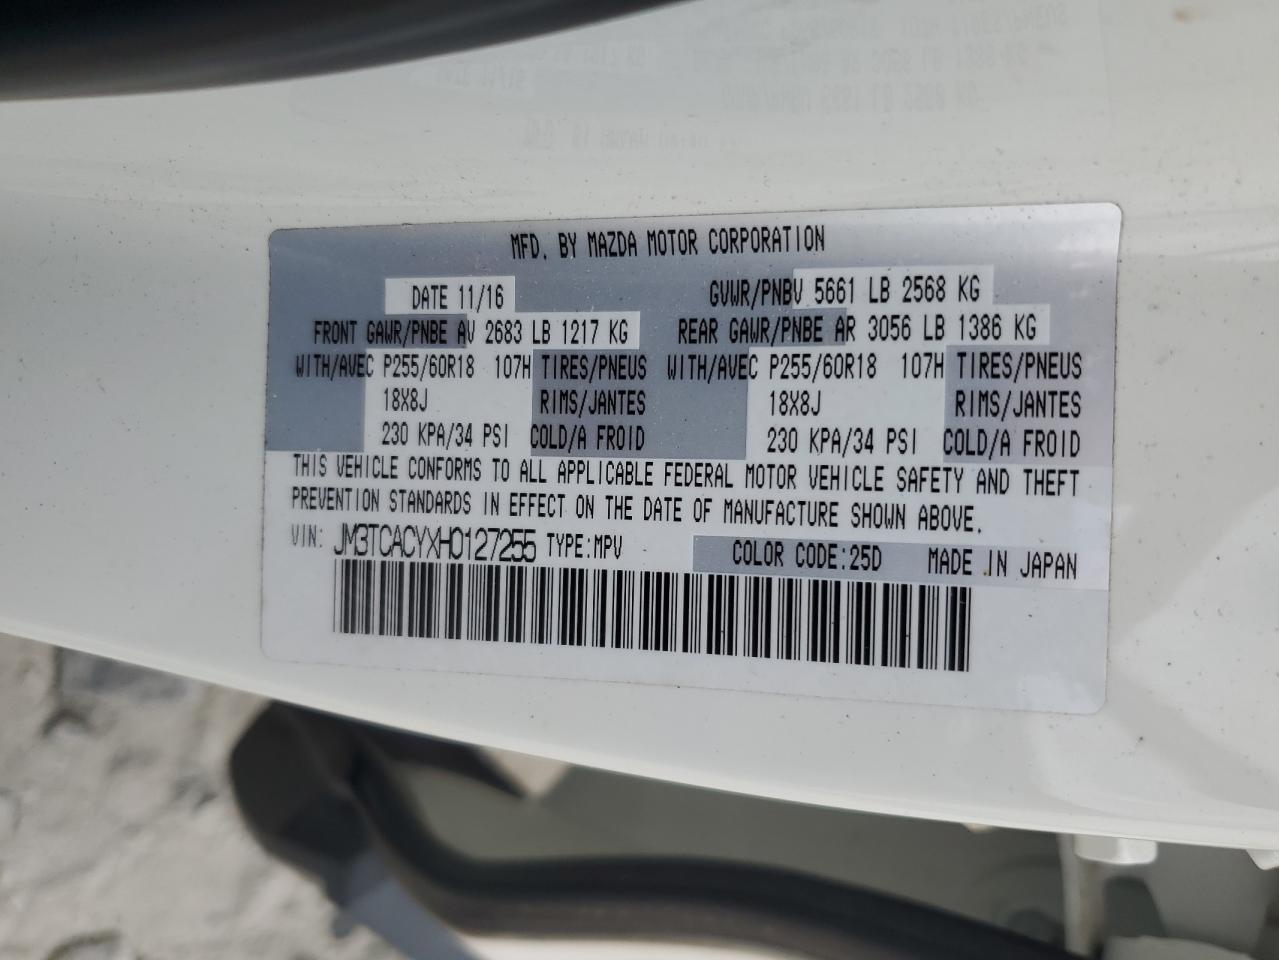 MFD. BY MAZDA MOTOR CORPORATION
DATE 11/16 GVWR/PNBV 5661 LB 2568 KG
FRONT GAWR/PNBE AV 2683 LB 1217 KG REAR GAWR/PNBE AR 3056 LB 1386 KG
WITH/AVEC P255/60R18 107H TIRES/PNEUS WITH/AVEC P255/60R18 107H TIRES/PNEUS
18X8J RIMS/JANTES 18X8J RIMS/JANTES
230 KPA/34 PSI COLD/A FROID 230 KPA/34 PSI COLD/A FROID
THIS VEHICLE CONFORMS TO ALL APPLICABLE FEDERAL MOTOR VEHICLE SAFETY AND THEFT
PREVENTION STANDARDS IN EFFECT ON THE DATE OF MANUFACTURE SHOWN ABOVE.
VIN: JM3TCACYXH0127255 TYPE:MPV COLOR CODE:25D MADE IN JAPAN